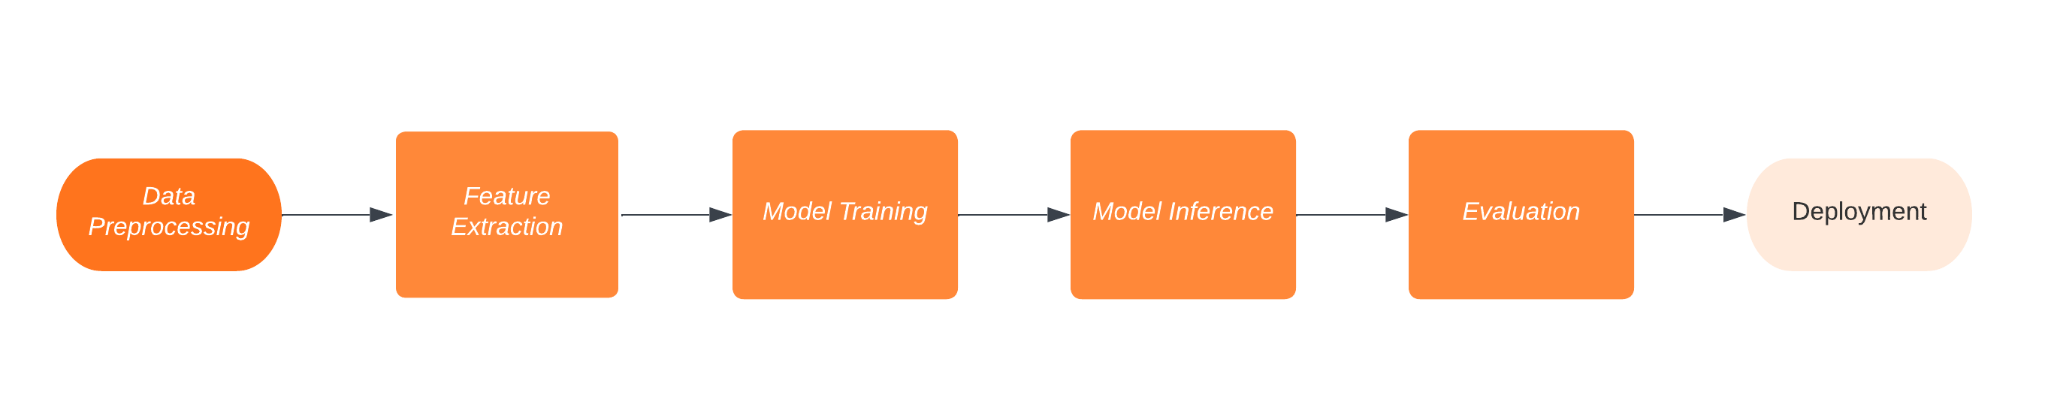 Data
Preprocessing
Feature
Extraction
Model Training
Model Inference
Evaluation
Deployment